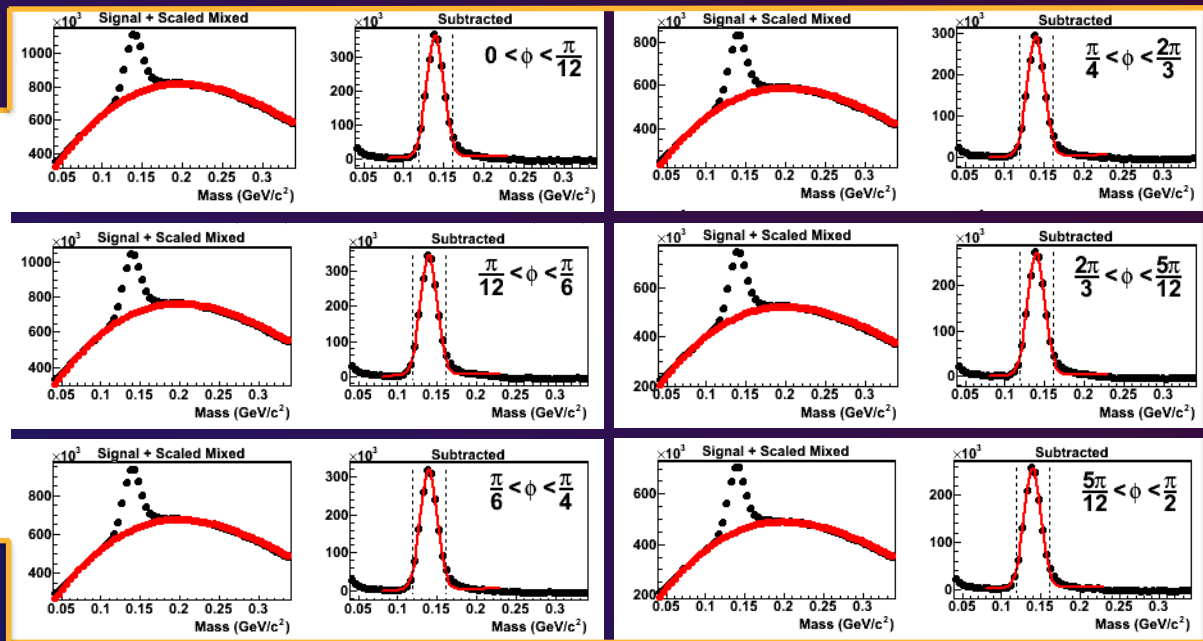 ×10³ Signal + Scaled Mixed
1000
800
600
400
0.05 0.1 0.15 0.2 0.25 0.3
Mass (GeV/c²)
×10³ Subtracted
0 < ϕ < π/12
300
200
100
0
0.05 0.1 0.15 0.2 0.25 0.3
Mass (GeV/c²)
×10³ Signal + Scaled Mixed
800
600
400
0.05 0.1 0.15 0.2 0.25 0.3
Mass (GeV/c²)
×10³ Subtracted
π/4 < ϕ < 2π/3
300
200
100
0
0.05 0.1 0.15 0.2 0.25 0.3
Mass (GeV/c²)
×10³ Signal + Scaled Mixed
1000
800
600
400
0.05 0.1 0.15 0.2 0.25 0.3
Mass (GeV/c²)
×10³ Subtracted
π/12 < ϕ < π/6
300
200
100
0
0.05 0.1 0.15 0.2 0.25 0.3
Mass (GeV/c²)
×10³ Signal + Scaled Mixed
600
400
200
0.05 0.1 0.15 0.2 0.25 0.3
Mass (GeV/c²)
×10³ Subtracted
2π/3 < ϕ < 5π/12
200
100
0
0.05 0.1 0.15 0.2 0.25 0.3
Mass (GeV/c²)
×10³ Signal + Scaled Mixed
800
600
400
0.05 0.1 0.15 0.2 0.25 0.3
Mass (GeV/c²)
×10³ Subtracted
π/6 < ϕ < π/4
300
200
100
0
0.05 0.1 0.15 0.2 0.25 0.3
Mass (GeV/c²)
×10³ Signal + Scaled Mixed
600
400
200
0.05 0.1 0.15 0.2 0.25 0.3
Mass (GeV/c²)
×10³ Subtracted
5π/12 < ϕ < π/2
200
100
0
0.05 0.1 0.15 0.2 0.25 0.3
Mass (GeV/c²)